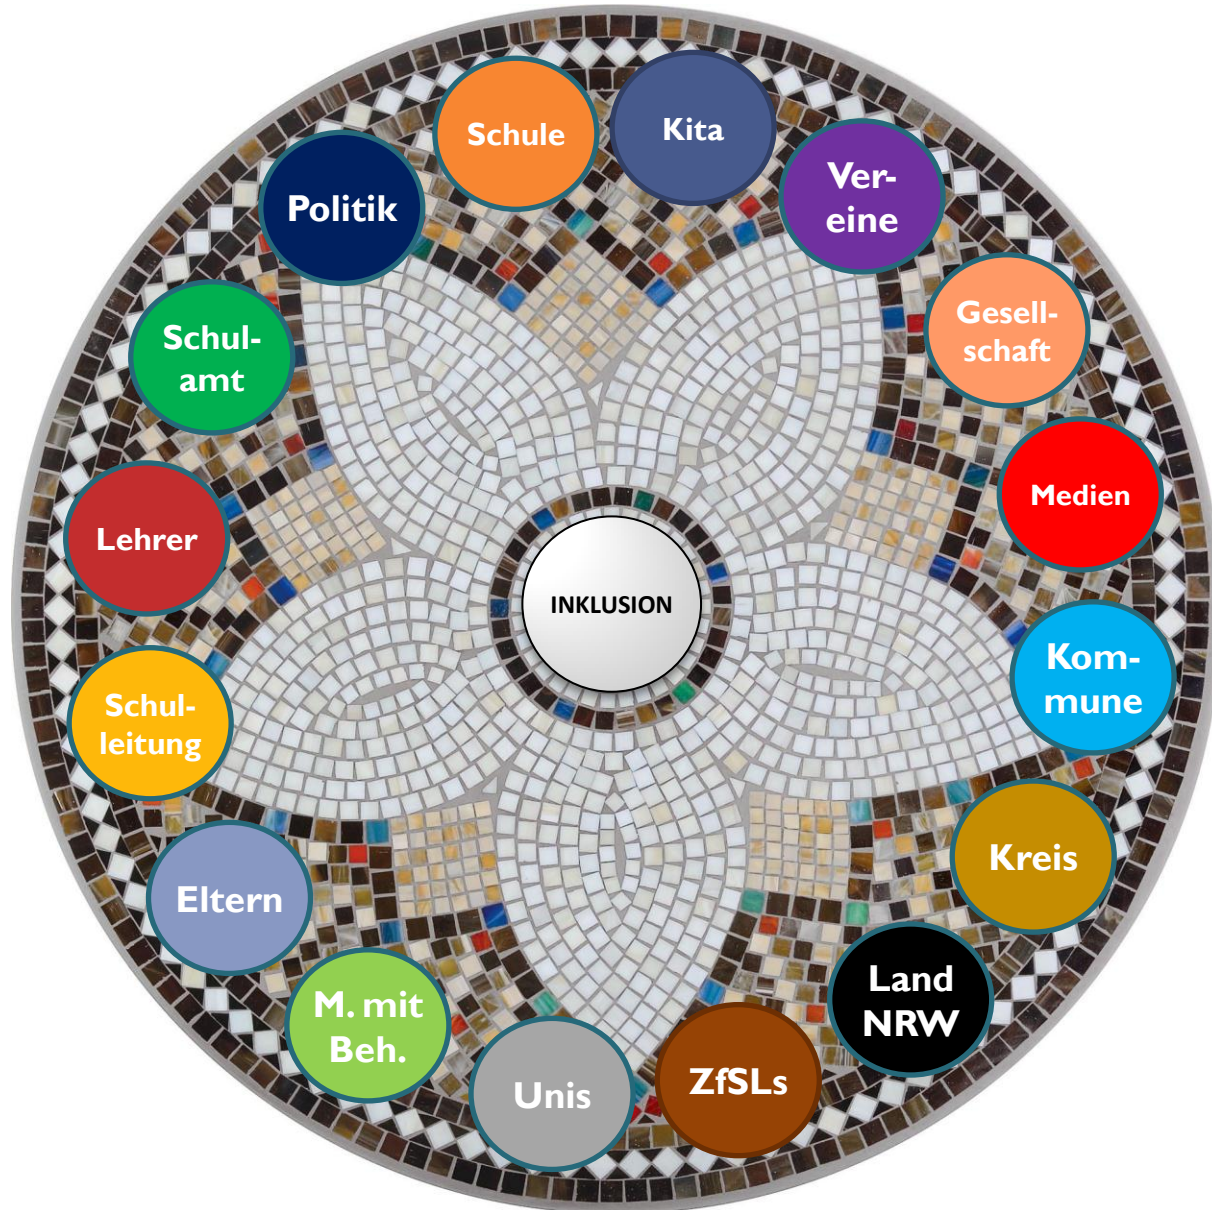 Schule
Kita
Ver-
eine
Politik
Gesell-
schaft
Schul-
amt
Medien
Lehrer
INKLUSION
Kom-
mune
Schul-
leitung
Kreis
Eltern
Land
NRW
M. mit
Beh.
ZfSLs
Unis